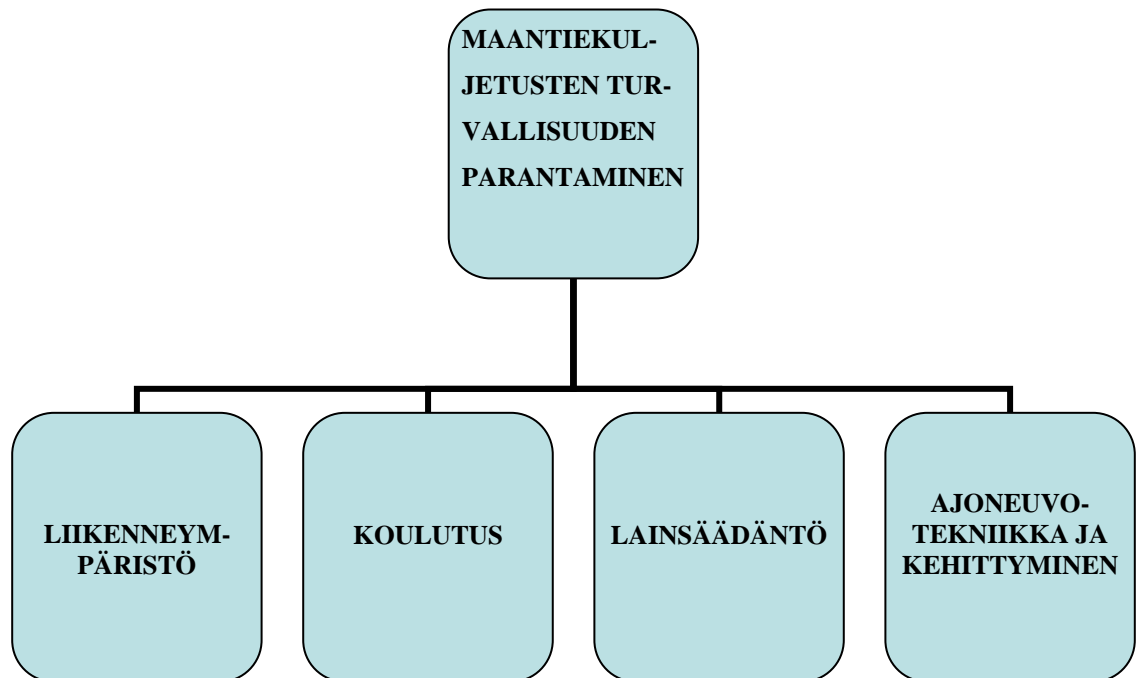 MAANTIEKUL-
JETUSTEN TUR-
VALLISUUDEN
PARANTAMINEN
LIIKENNEYM-
PÄRISTÖ
KOULUTUS
LAINSÄÄDÄNTÖ
AJONEUVO-
TEKNIIKKA JA
KEHITTYMINEN